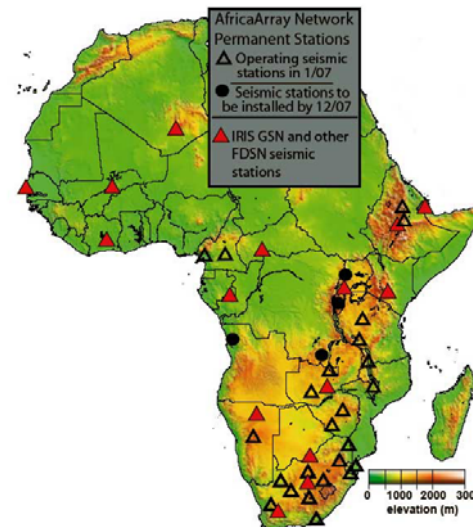 AfricaArray Network
Permanent Stations
Operating seismic
stations in 1/07
Seismic stations to
be installed by 12/07
IRIS GSN and other
FDSN seismic
stations
0 1000 2000 300
elevation (m)